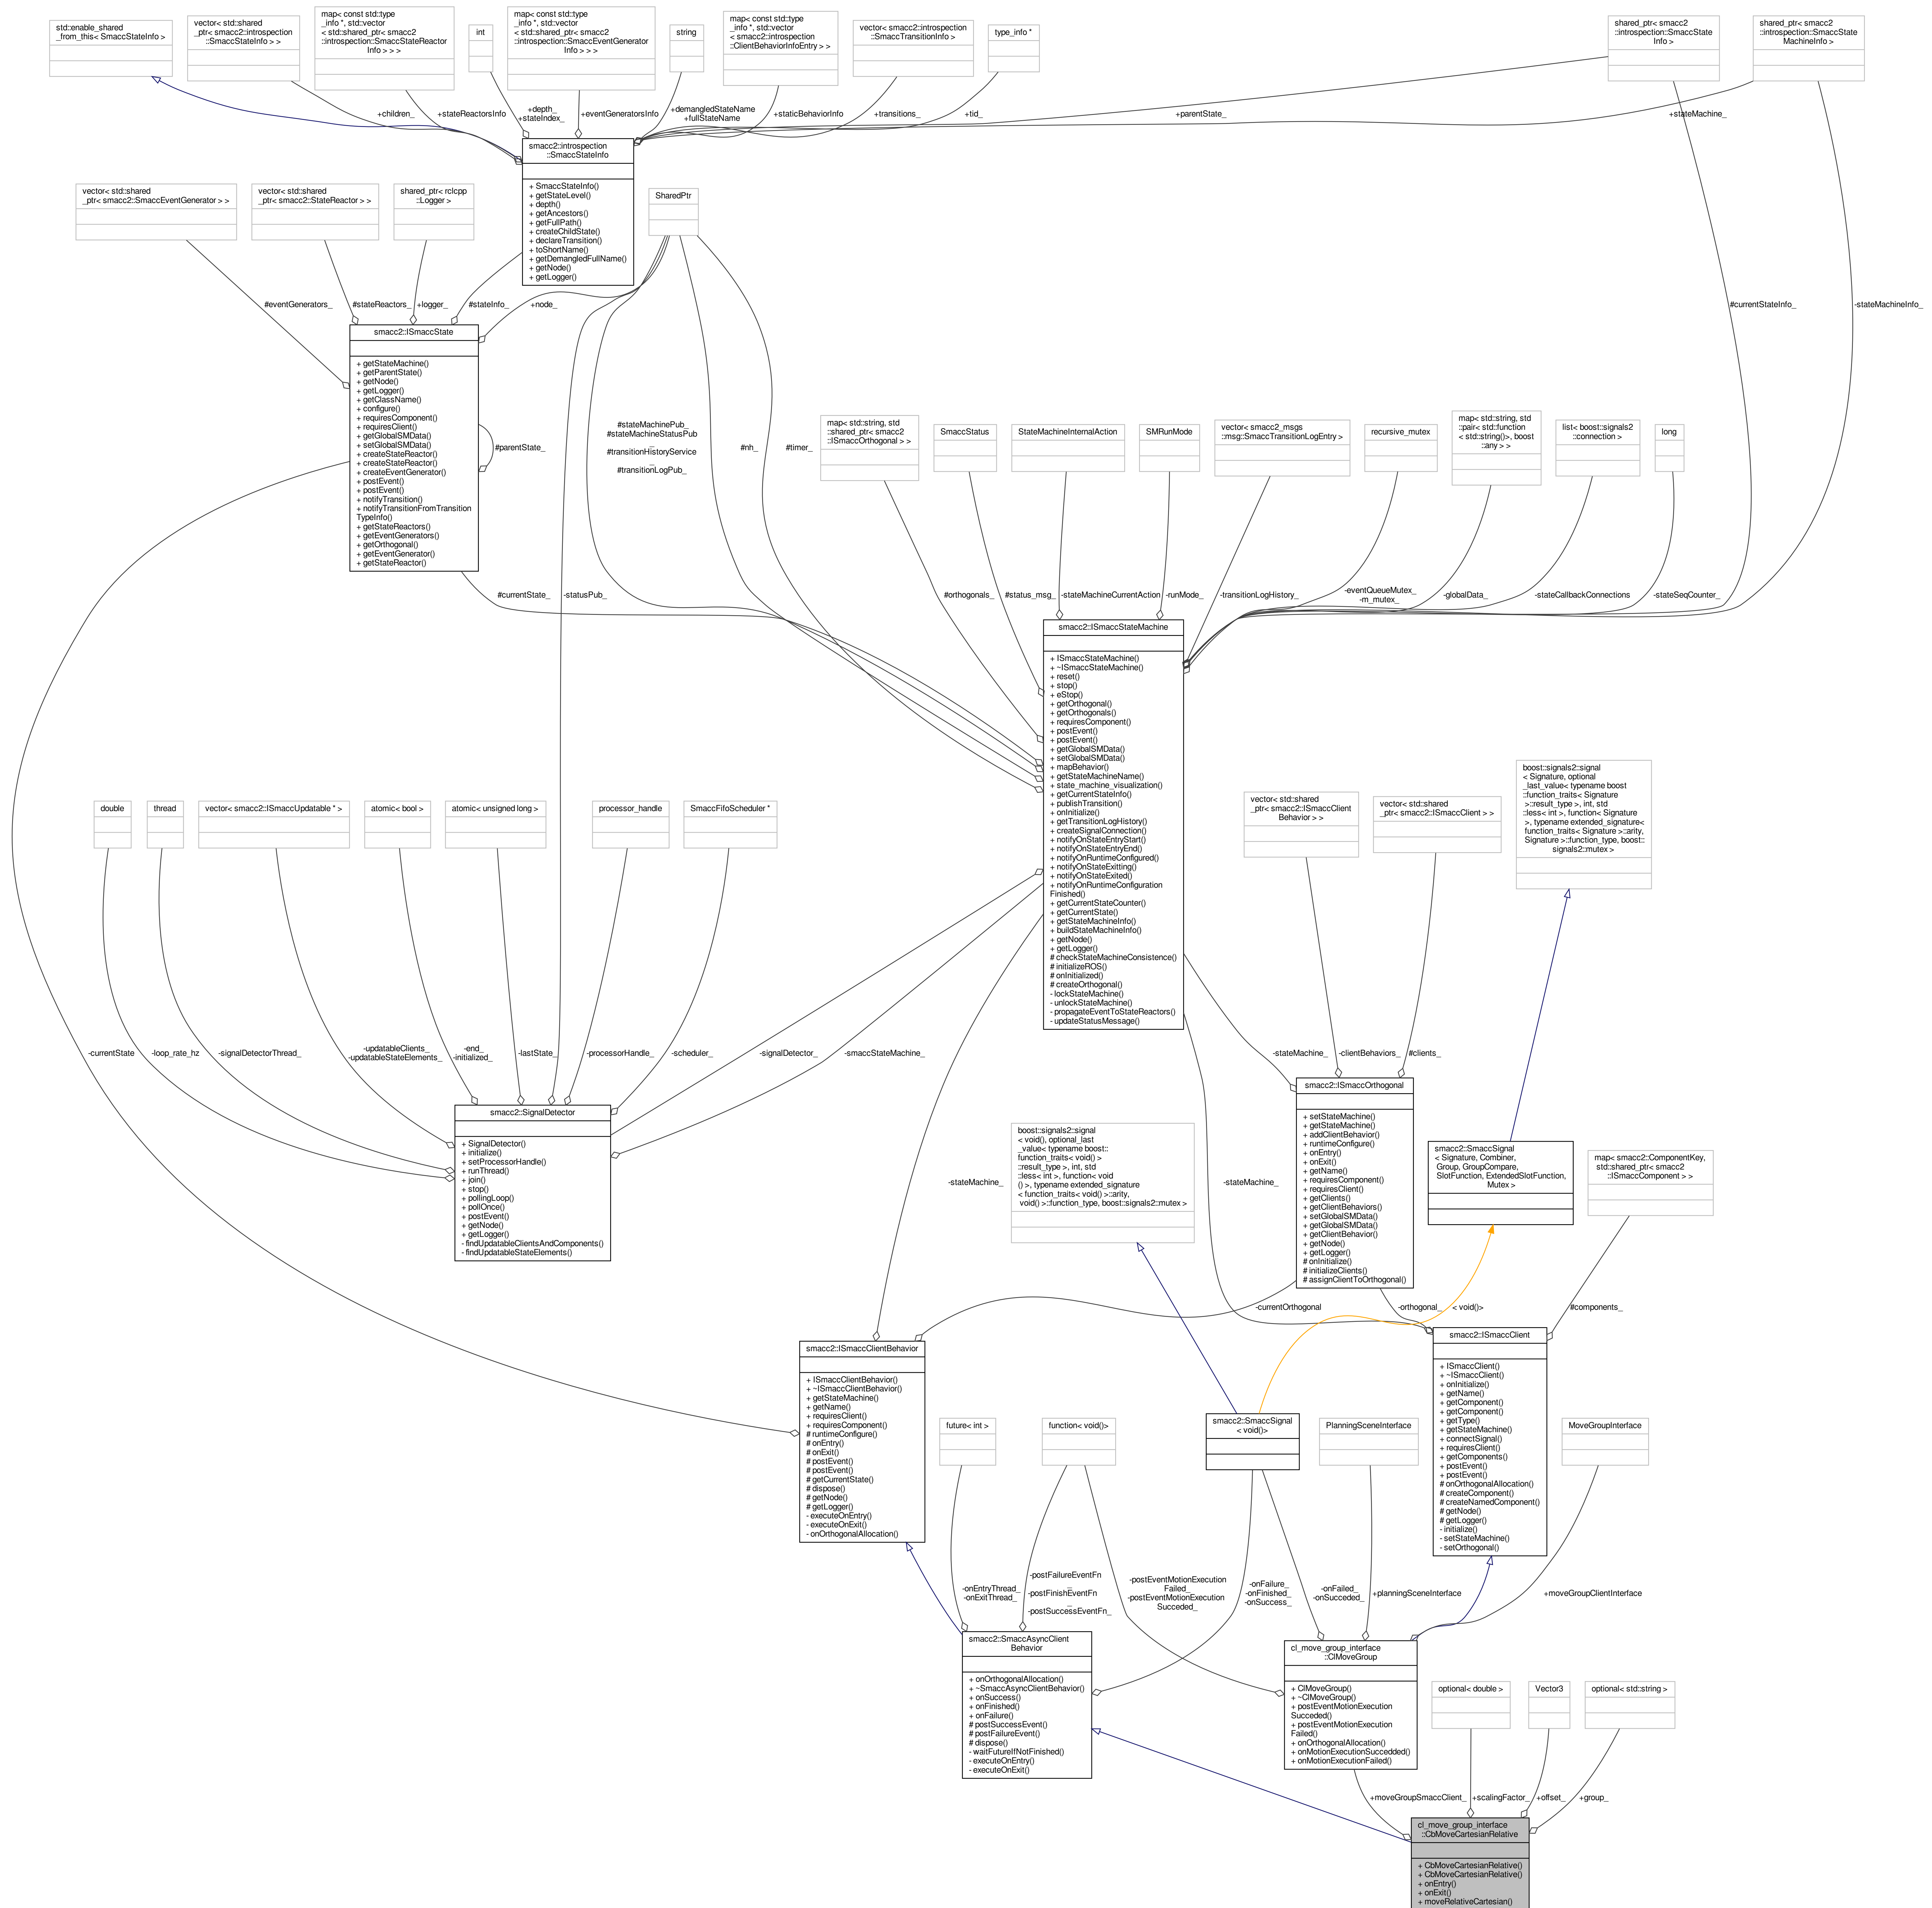 std::enable_shared
_from_this< SmaccStateInfo >
vector< std::shared
_ptr< smacc2::introspection
::SmaccStateInfo > >
map< const std::type
_info *, std::vector
< std::shared_ptr< smacc2
::introspection::SmaccStateReactor
Info > > >
int
map< const std::type
_info *, std::vector
< std::shared_ptr< smacc2
::introspection::SmaccEventGenerator
Info > > >
string
map< const std::type
_info *, std::vector
< smacc2::introspection
::ClientBehaviorInfoEntry > >
vector< smacc2::introspection
::SmaccTransitionInfo >
type_info *
shared_ptr< smacc2
::introspection::SmaccState
Info >
shared_ptr< smacc2
::introspection::SmaccState
MachineInfo >
+children_
+stateReactorsInfo
+depth_
+stateIndex_
+eventGeneratorsInfo
+demangledStateName
+fullStateName
+staticBehaviorInfo
+transitions_
+tid_
+parentState_
+stateMachine_
smacc2::introspection
::SmaccStateInfo
+ SmaccStateInfo()
+ getStateLevel()
+ depth()
+ getAncestors()
+ getFullPath()
+ createChildState()
+ declareTransition()
+ toShortName()
+ getDemangledFullName()
+ getNode()
+ getLogger()
vector< std::shared
_ptr< smacc2::SmaccEventGenerator > >
vector< std::shared
_ptr< smacc2::StateReactor > >
shared_ptr< rclcpp
::Logger >
SharedPtr
#eventGenerators_
#stateReactors_
+logger_
#stateInfo_
+node_
#currentStateInfo_
-stateMachineInfo_
smacc2::ISmaccState
+ getStateMachine()
+ getParentState()
+ getNode()
+ getLogger()
+ getClassName()
+ configure()
+ requiresComponent()
+ requiresClient()
+ getGlobalSMData()
+ setGlobalSMData()
+ createStateReactor()
+ createStateReactor()
+ createEventGenerator()
+ postEvent()
+ postEvent()
+ notifyTransition()
+ notifyTransitionFromTransition
TypeInfo()
+ getStateReactors()
+ getEventGenerators()
+ getOrthogonal()
+ getEventGenerator()
+ getStateReactor()
#parentState_
#stateMachinePub_
#stateMachineStatusPub
_
#transitionHistoryService
_
#transitionLogPub_
#nh_
#timer_
map< std::string, std
::shared_ptr< smacc2
::ISmaccOrthogonal > >
SmaccStatus
StateMachineInternalAction
SMRunMode
vector< smacc2_msgs
::msg::SmaccTransitionLogEntry >
recursive_mutex
map< std::string, std
::pair< std::function
< std::string()>, boost
::any > >
list< boost::signals2
::connection >
long
#currentState_
-statusPub_
#orthogonals_
#status_msg_
-stateMachineCurrentAction
-runMode_
-transitionLogHistory_
-eventQueueMutex_
-m_mutex_
-globalData_
-stateCallbackConnections
-stateSeqCounter_
smacc2::ISmaccStateMachine
+ ISmaccStateMachine()
+ ~ISmaccStateMachine()
+ reset()
+ stop()
+ eStop()
+ getOrthogonal()
+ getOrthogonals()
+ requiresComponent()
+ postEvent()
+ postEvent()
+ getGlobalSMData()
+ setGlobalSMData()
+ mapBehavior()
+ getStateMachineName()
+ state_machine_visualization()
+ getCurrentStateInfo()
+ publishTransition()
+ onInitialize()
+ getTransitionLogHistory()
+ createSignalConnection()
+ notifyOnStateEntryStart()
+ notifyOnStateEntryEnd()
+ notifyOnRuntimeConfigured()
+ notifyOnStateExitting()
+ notifyOnStateExited()
+ notifyOnRuntimeConfiguration
Finished()
+ getCurrentStateCounter()
+ getCurrentState()
+ getStateMachineInfo()
+ buildStateMachineInfo()
+ getNode()
+ getLogger()
# checkStateMachineConsistence()
# initializeROS()
# onInitialized()
# createOrthogonal()
- lockStateMachine()
- unlockStateMachine()
- propagateEventToStateReactors()
- updateStatusMessage()
double
thread
vector< smacc2::ISmaccUpdatable * >
atomic< bool >
atomic< unsigned long >
processor_handle
SmaccFifoScheduler *
vector< std::shared
_ptr< smacc2::ISmaccClient
Behavior > >
vector< std::shared
_ptr< smacc2::ISmaccClient > >
boost::signals2::signal
< Signature, optional
_last_value< typename boost
::function_traits< Signature
>::result_type >, int, std
::less< int >, function< Signature
>, typename extended_signature<
function_traits< Signature >::arity,
Signature >::function_type, boost::
signals2::mutex >
-currentState
-loop_rate_hz
-signalDetectorThread_
-updatableClients_
-updatableStateElements_
-end_
-initialized_
-lastState_
-processorHandle_
-scheduler_
-signalDetector_
-smaccStateMachine_
-stateMachine_
-clientBehaviors_
#clients_
smacc2::SignalDetector
+ SignalDetector()
+ initialize()
+ setProcessorHandle()
+ runThread()
+ join()
+ stop()
+ pollingLoop()
+ pollOnce()
+ postEvent()
+ getNode()
+ getLogger()
- findUpdatableClientsAndComponents()
- findUpdatableStateElements()
smacc2::ISmaccOrthogonal
+ setStateMachine()
+ getStateMachine()
+ addClientBehavior()
+ runtimeConfigure()
+ onEntry()
+ onExit()
+ getName()
+ requiresComponent()
+ requiresClient()
+ getClients()
+ getClientBehaviors()
+ setGlobalSMData()
+ getGlobalSMData()
+ getClientBehavior()
+ getNode()
+ getLogger()
# onInitialize()
# initializeClients()
# assignClientToOrthogonal()
boost::signals2::signal
< void(), optional_last
_value< typename boost::
function_traits< void() >
::result_type >, int, std
::less< int >, function< void
() >, typename extended_signature
< function_traits< void() >::arity,
void() >::function_type, boost::signals2::mutex >
smacc2::SmaccSignal
< Signature, Combiner,
Group, GroupCompare,
SlotFunction, ExtendedSlotFunction,
Mutex >
map< smacc2::ComponentKey,
std::shared_ptr< smacc2
::ISmaccComponent > >
-stateMachine_
-stateMachine_
-currentOrthogonal
-orthogonal_
< void()>
#components_
smacc2::ISmaccClientBehavior
+ ISmaccClientBehavior()
+ ~ISmaccClientBehavior()
+ getStateMachine()
+ getName()
+ requiresClient()
+ requiresComponent()
# runtimeConfigure()
# onEntry()
# onExit()
# postEvent()
# postEvent()
# getCurrentState()
# dispose()
# getNode()
# getLogger()
- executeOnEntry()
- executeOnExit()
- onOrthogonalAllocation()
smacc2::ISmaccClient
+ ISmaccClient()
+ ~ISmaccClient()
+ onInitialize()
+ getName()
+ getComponent()
+ getComponent()
+ getType()
+ getStateMachine()
+ connectSignal()
+ requiresClient()
+ getComponents()
+ postEvent()
+ postEvent()
# onOrthogonalAllocation()
# createComponent()
# createNamedComponent()
# getNode()
# getLogger()
- initialize()
- setStateMachine()
- setOrthogonal()
future< int >
function< void()>
smacc2::SmaccSignal
< void()>
PlanningSceneInterface
MoveGroupInterface
-onEntryThread_
-onExitThread_
-postFailureEventFn
_
-postFinishEventFn
_
-postSuccessEventFn_
-postEventMotionExecution
Failed_
-postEventMotionExecution
Succeded_
-onFailure_
-onFinished_
-onSuccess_
-onFailed_
-onSucceded_
+planningSceneInterface
+moveGroupClientInterface
smacc2::SmaccAsyncClient
Behavior
+ onOrthogonalAllocation()
+ ~SmaccAsyncClientBehavior()
+ onSuccess()
+ onFinished()
+ onFailure()
# postSuccessEvent()
# postFailureEvent()
# dispose()
- waitFutureIfNotFinished()
- executeOnEntry()
- executeOnExit()
cl_move_group_interface
::ClMoveGroup
+ ClMoveGroup()
+ ~ClMoveGroup()
+ postEventMotionExecution
Succeded()
+ postEventMotionExecution
Failed()
+ onOrthogonalAllocation()
+ onMotionExecutionSuccedded()
+ onMotionExecutionFailed()
optional< double >
Vector3
optional< std::string >
+moveGroupSmaccClient_
+scalingFactor_
+offset_
+group_
cl_move_group_interface
::CbMoveCartesianRelative
+ CbMoveCartesianRelative()
+ CbMoveCartesianRelative()
+ onEntry()
+ onExit()
+ moveRelativeCartesian()